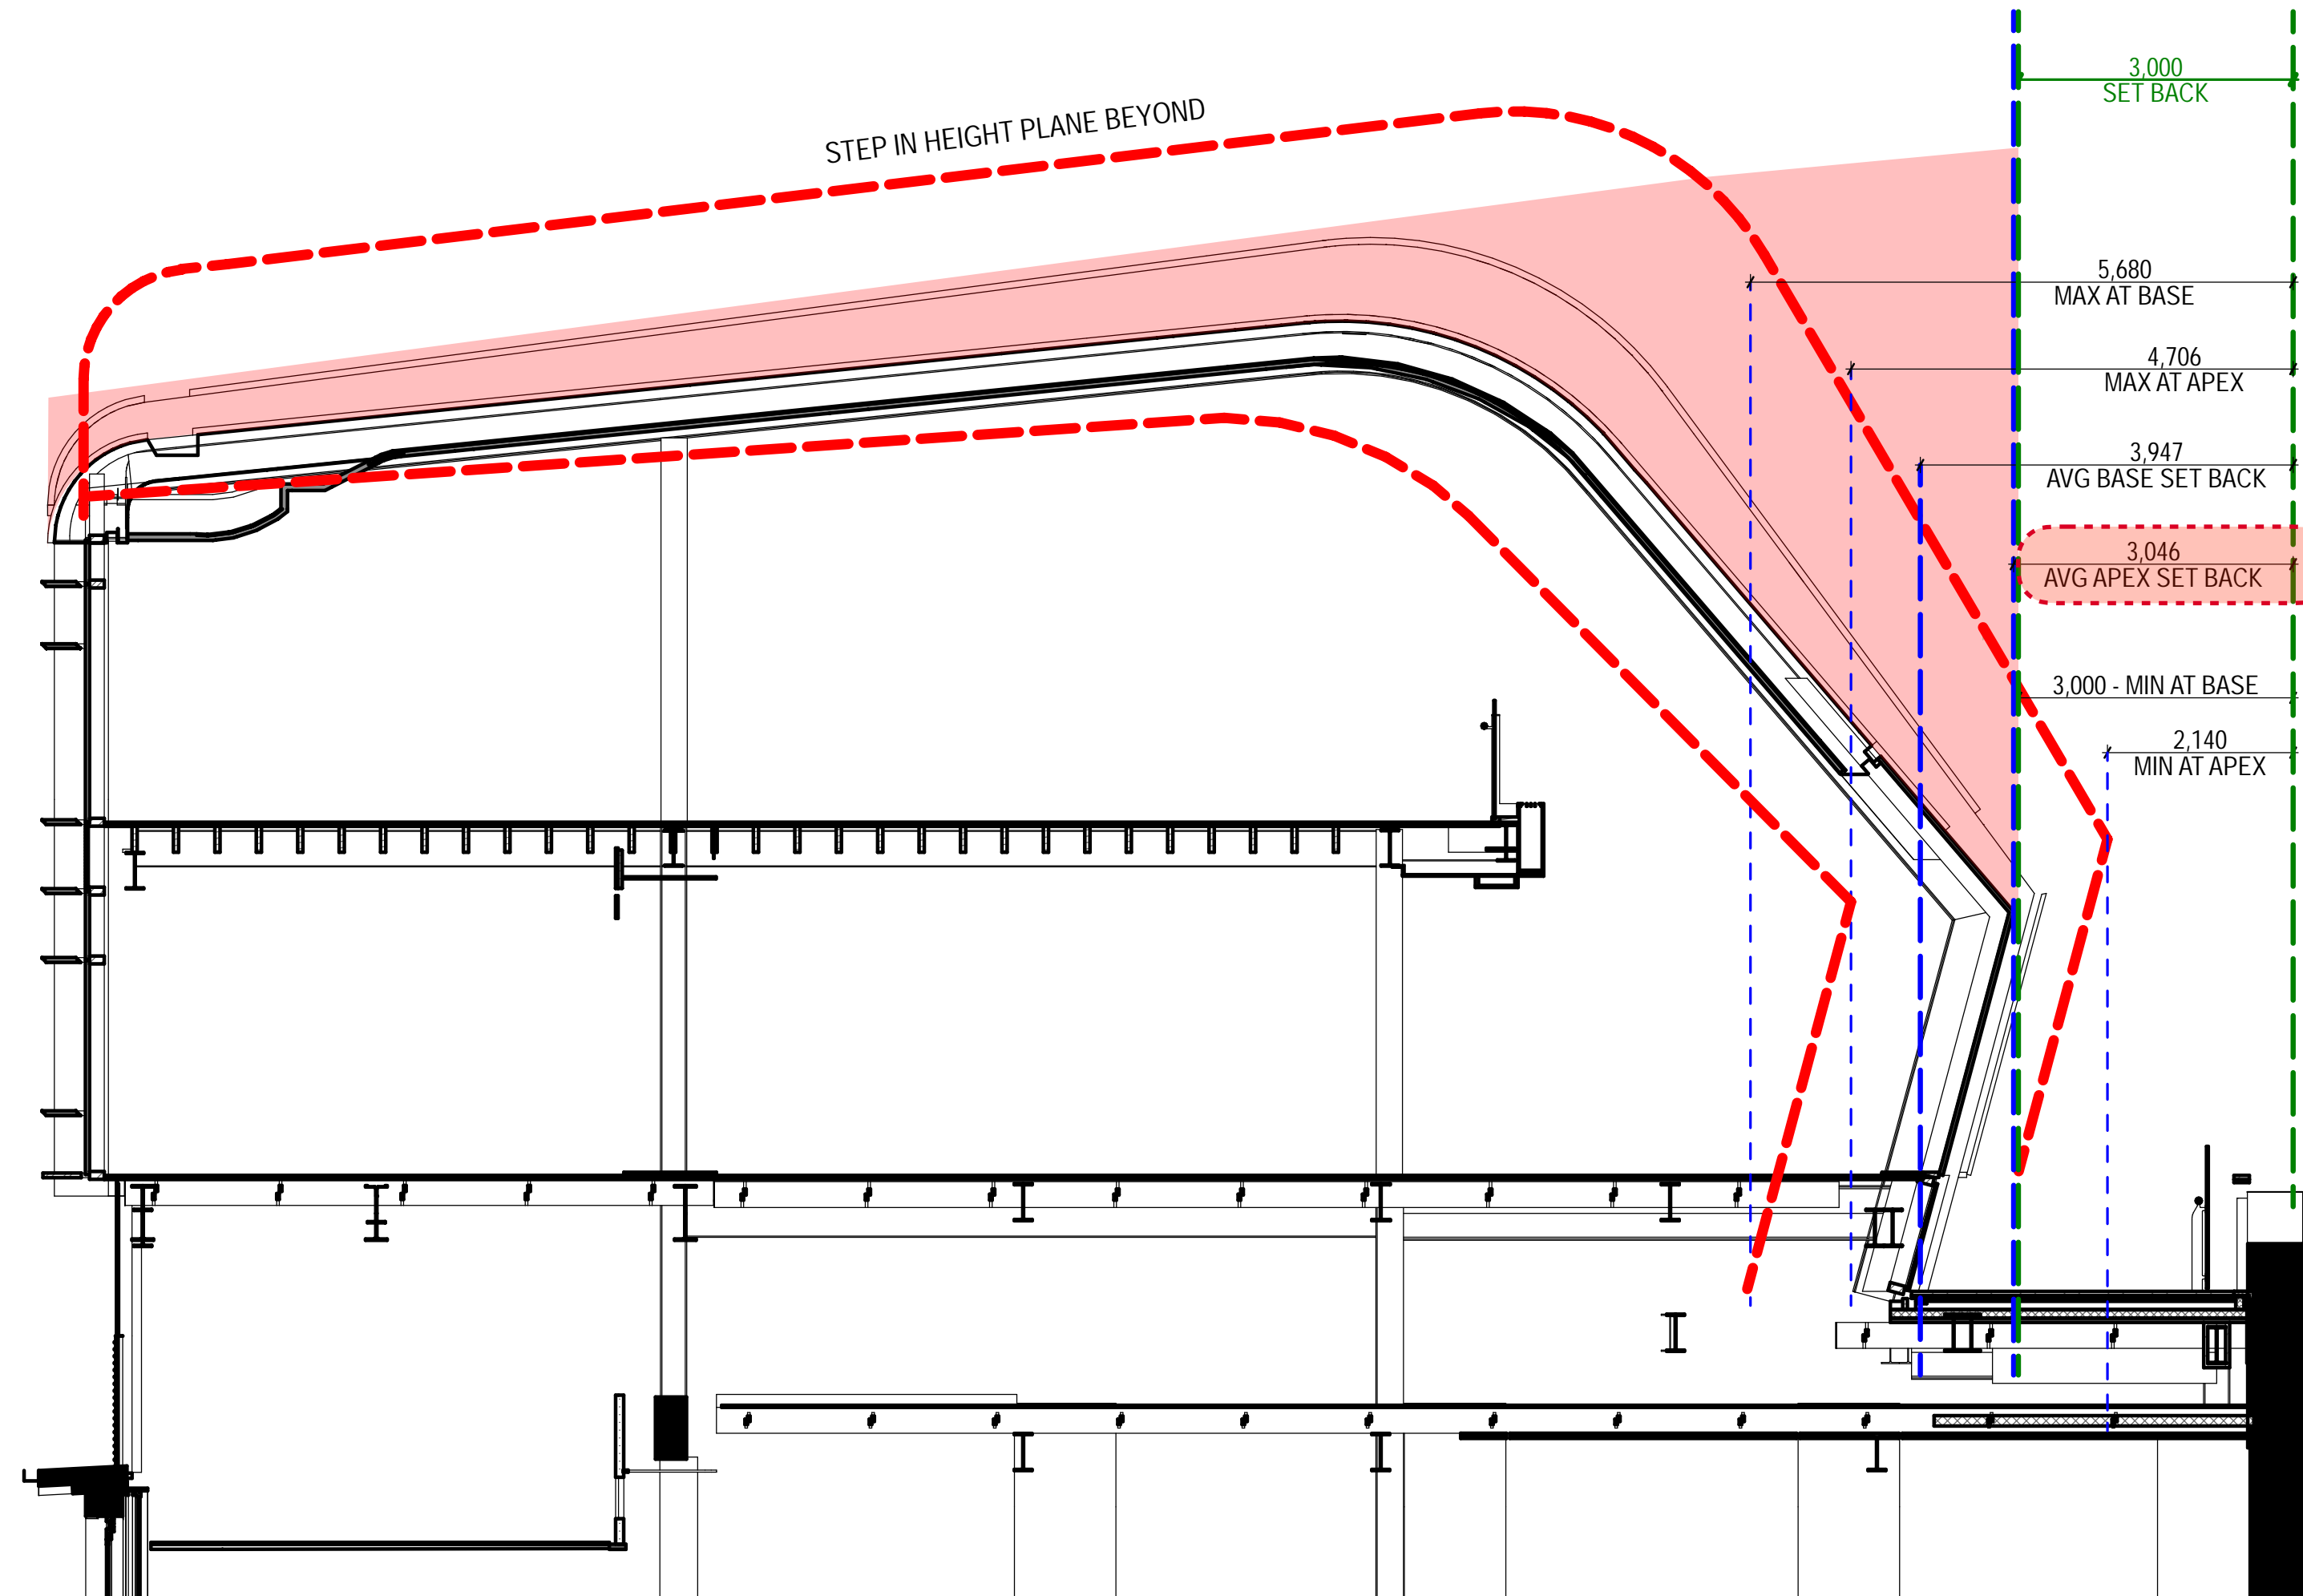 3,000
SET BACK
STEP IN HEIGHT PLANE BEYOND
5,680
MAX AT BASE
4,706
MAX AT APEX
3,947
AVG BASE SET BACK
3,046
AVG APEX SET BACK
3,000 - MIN AT BASE
2,140
MIN AT APEX